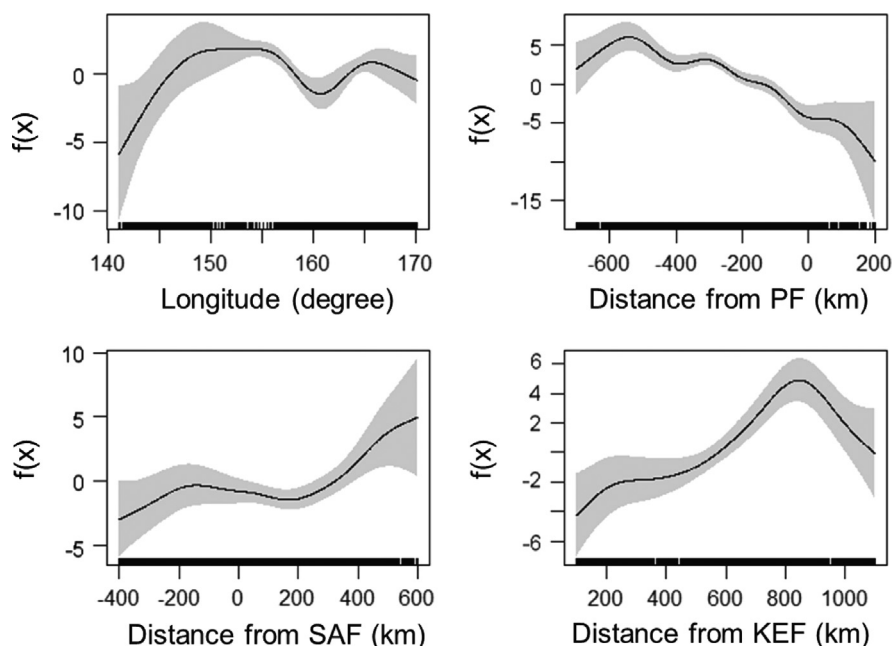 f(x)
0
-5
-10
140 150 160 170
Longitude (degree)
f(x)
5
0
-5
-15
-600 -400 -200 0 200
Distance from PF (km)
f(x)
10
5
0
-5
-400 -200 0 200 400 600
Distance from SAF (km)
f(x)
6
4
2
-2
-6
200 400 600 800 1000
Distance from KEF (km)